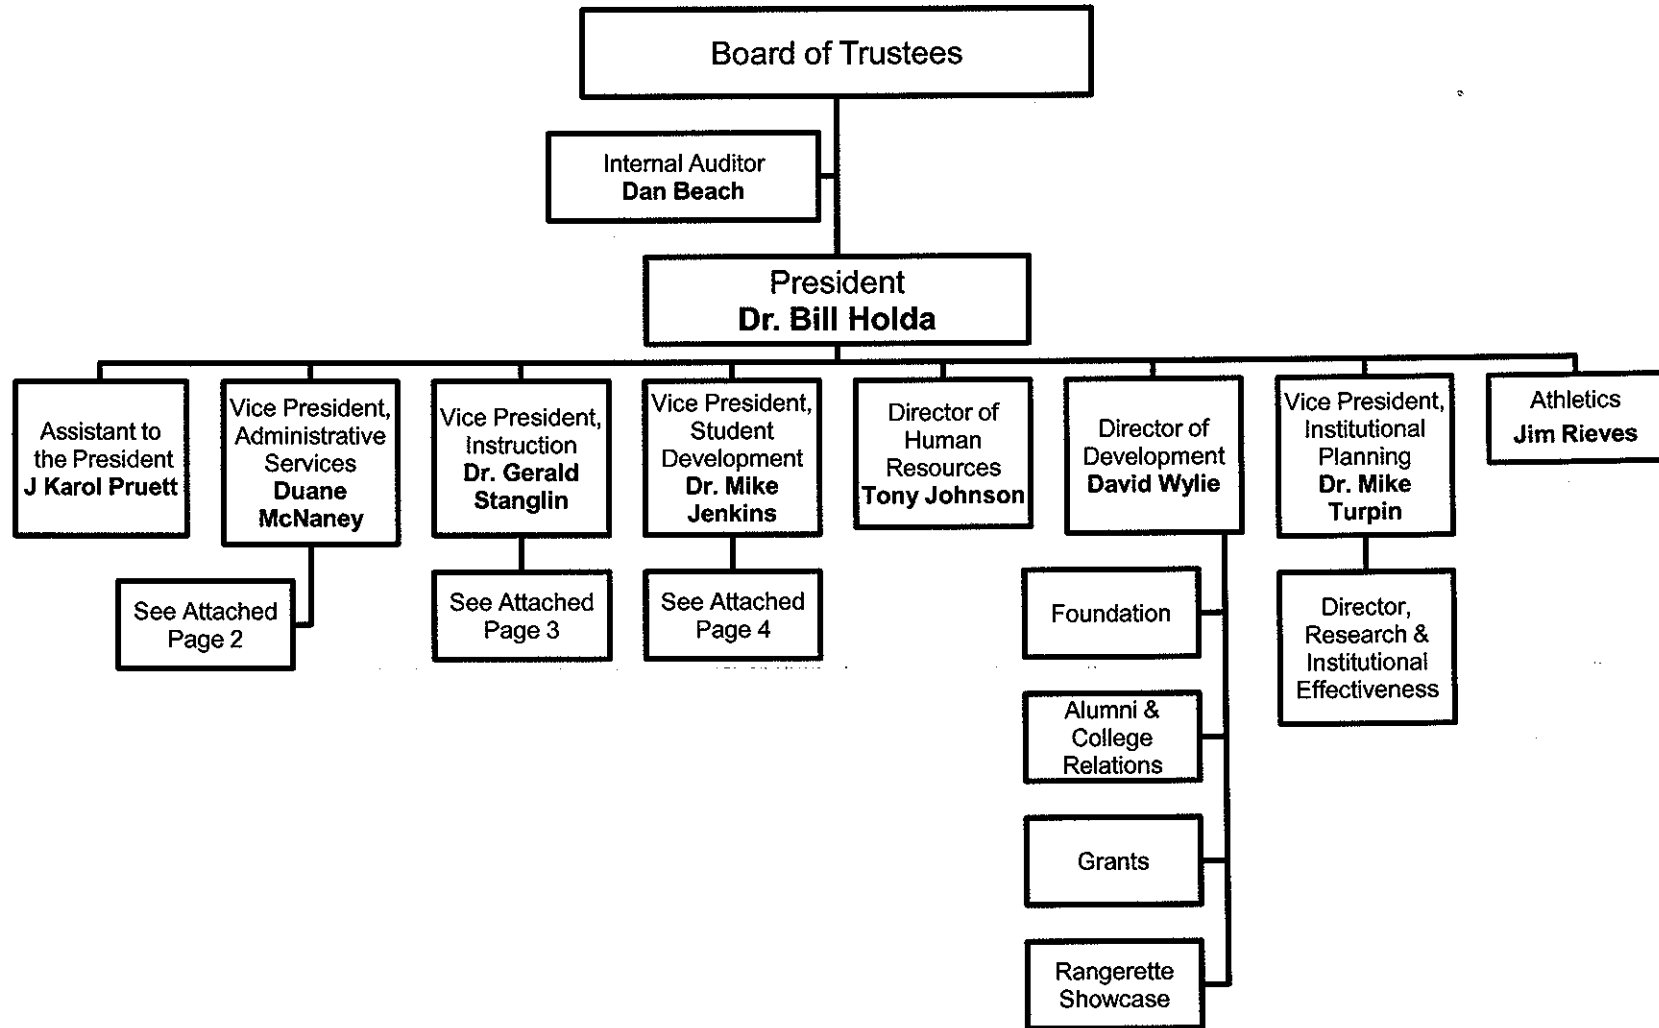 Board of Trustees
Internal Auditor
Dan Beach
President
Dr. Bill Holda
Assistant to
the President
J Karol Pruett
Vice President,
Administrative
Services
Duane
McNaney
Vice President,
Instruction
Dr. Gerald
Stanglin
Vice President,
Student
Development
Dr. Mike
Jenkins
Director of
Human
Resources
Tony Johnson
Director of
Development
David Wylie
Vice President,
Institutional
Planning
Dr. Mike
Turpin
Athletics
Jim Rieves
See Attached
Page 2
See Attached
Page 3
See Attached
Page 4
Foundation
Director,
Research &
Institutional
Effectiveness
Alumni &
College
Relations
Grants
Rangerette
Showcase